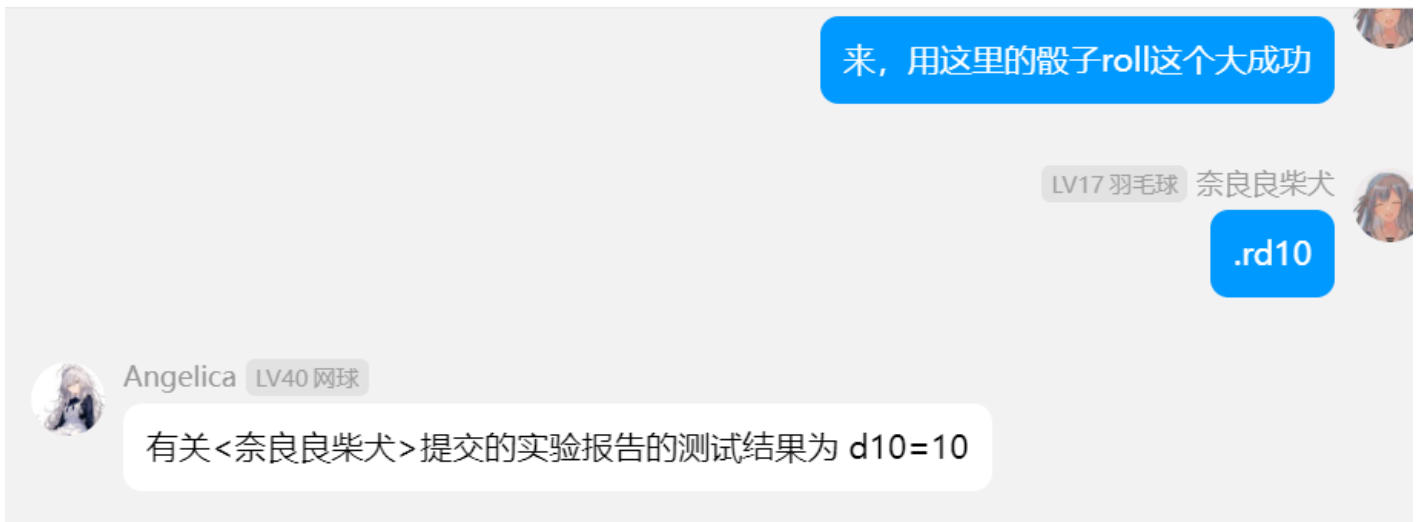 来，用这里的骰子roll这个大成功
LV17 羽毛球 奈良良柴犬
.rd10
Angelica LV40 网球
有关<奈良良柴犬>提交的实验报告的测试结果为 d10=10